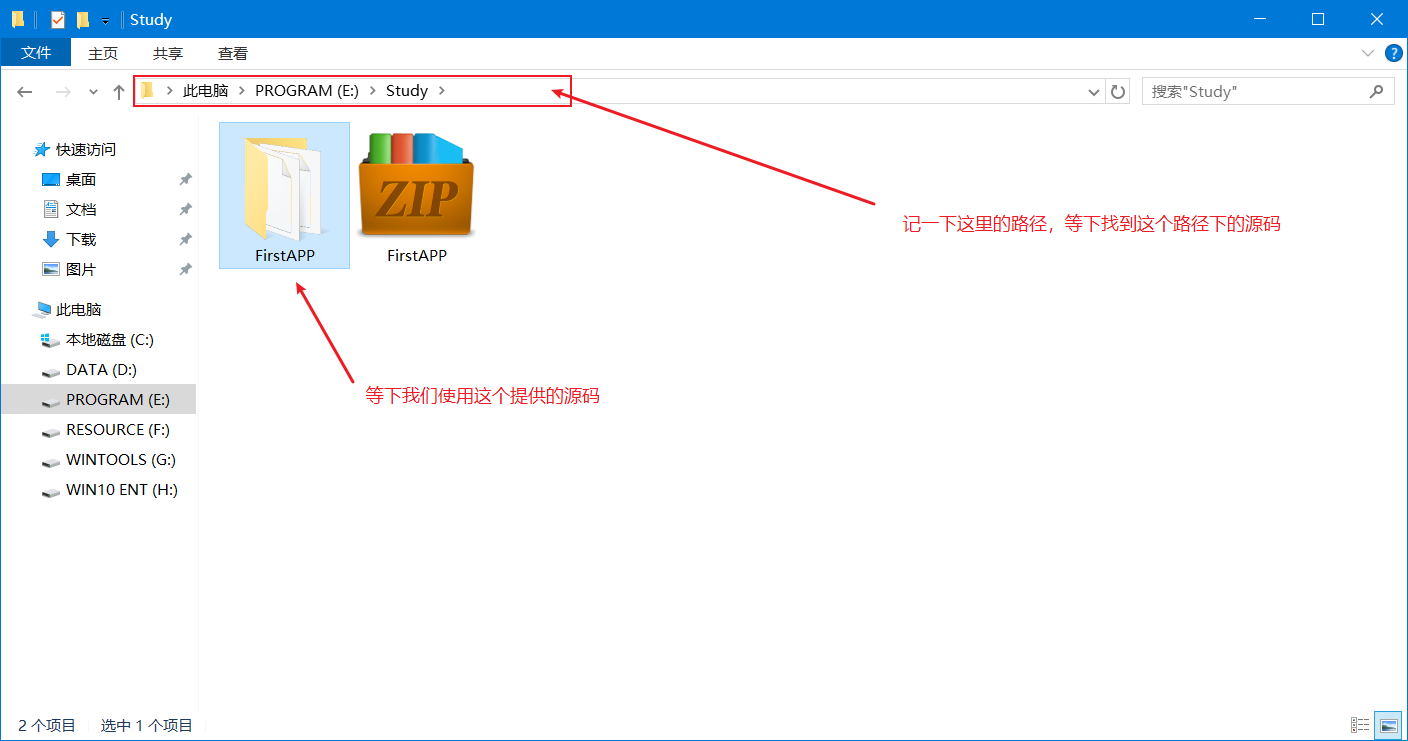 Study
文件 主页 共享 查看
此电脑 PROGRAM (E:) Study
搜索"Study"
快速访问
桌面
文档
下载
图片
此电脑
本地磁盘 (C:)
DATA (D:)
PROGRAM (E:)
RESOURCE (F:)
WINTOOLS (G:)
WIN10 ENT (H:)
ZIP
FirstAPP FirstAPP
记一下这里的路径，等下找到这个路径下的源码
等下我们使用这个提供的源码
2 个项目 选中 1 个项目